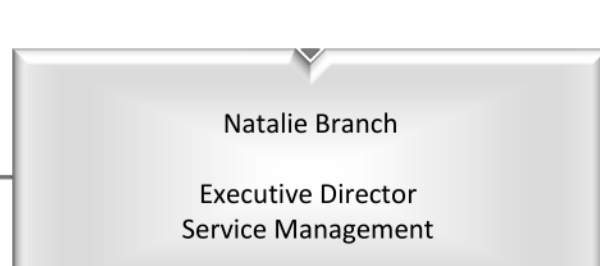 Natalie Branch
Executive Director
Service Management